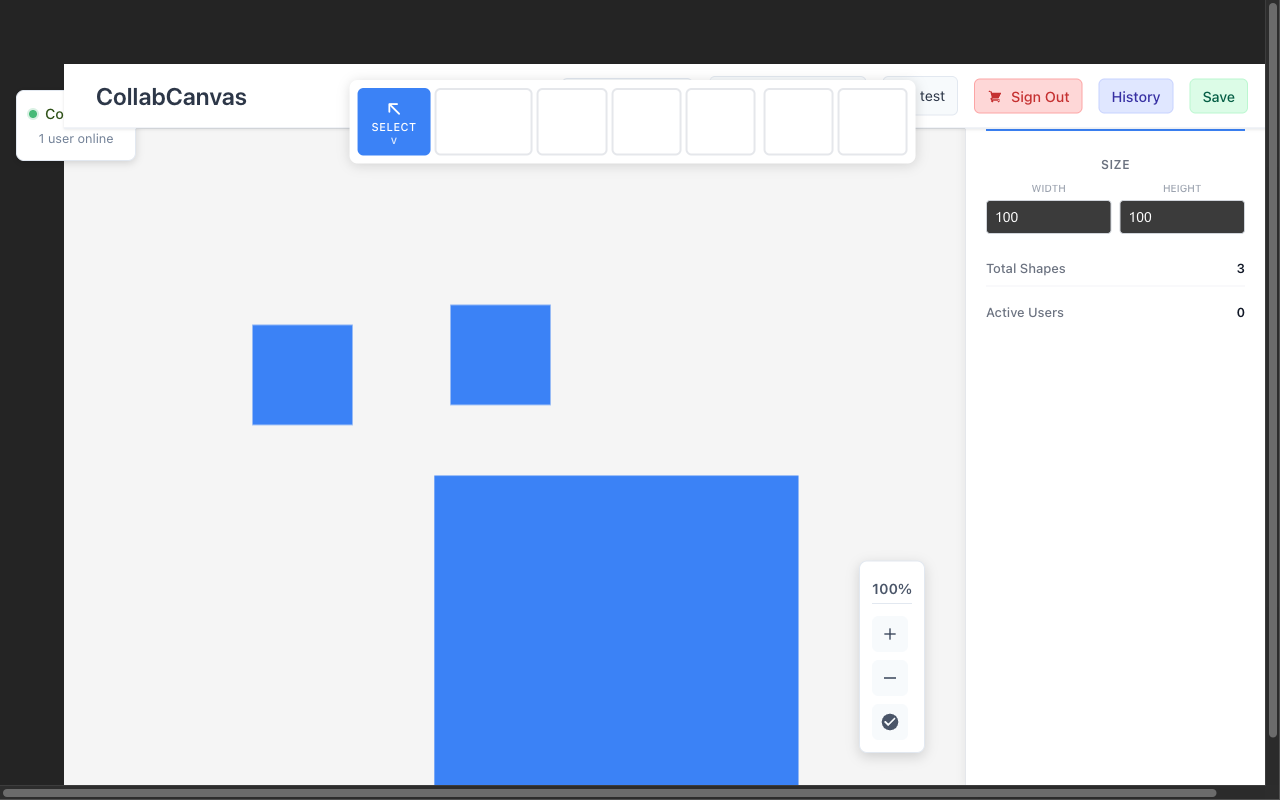 CollabCanvas
Co
1 user online
SELECT
V
test
Sign Out
History
Save
SIZE
WIDTH
HEIGHT
100
100
Total Shapes
3
Active Users
0
100%